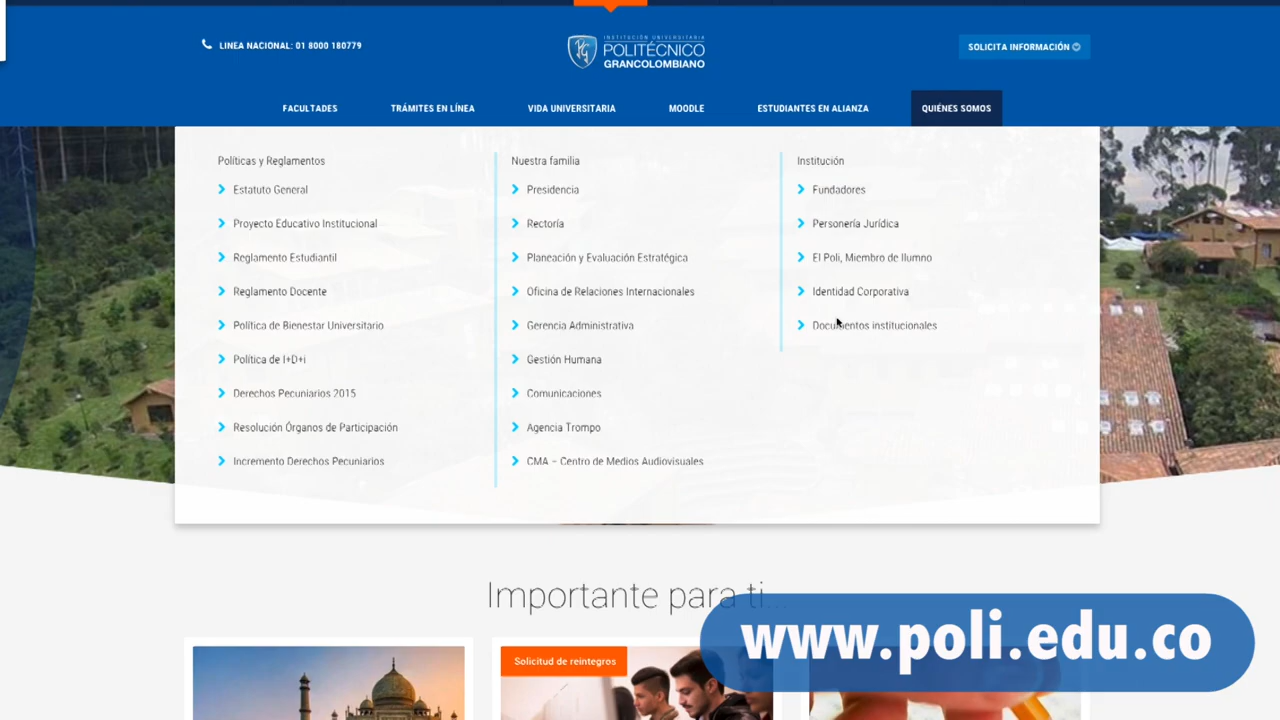 LINEA NACIONAL: 01 8000 180779
INSTITUCIÓN UNIVERSITARIA
POLITÉCNICO
GRANCOLOMBIANO
SOLICITA INFORMACIÓN
FACULTADES
TRÁMITES EN LÍNEA
VIDA UNIVERSITARIA
MOODLE
ESTUDIANTES EN ALIANZA
QUIÉNES SOMOS
Políticas y Reglamentos
Estatuto General
Proyecto Educativo Institucional
Reglamento Estudiantil
Reglamento Docente
Política de Bienestar Universitario
Política de I+D+i
Derechos Pecuniarios 2015
Resolución Órganos de Participación
Incremento Derechos Pecuniarios
Nuestra familia
Presidencia
Rectoría
Planeación y Evaluación Estratégica
Oficina de Relaciones Internacionales
Gerencia Administrativa
Gestión Humana
Comunicaciones
Agencia Trompo
CMA – Centro de Medios Audiovisuales
Institución
Fundadores
Personería Jurídica
El Poli, Miembro de Ilumno
Identidad Corporativa
Documentos institucionales
Importante para ti...
Solicitud de reintegros
www.poli.edu.co